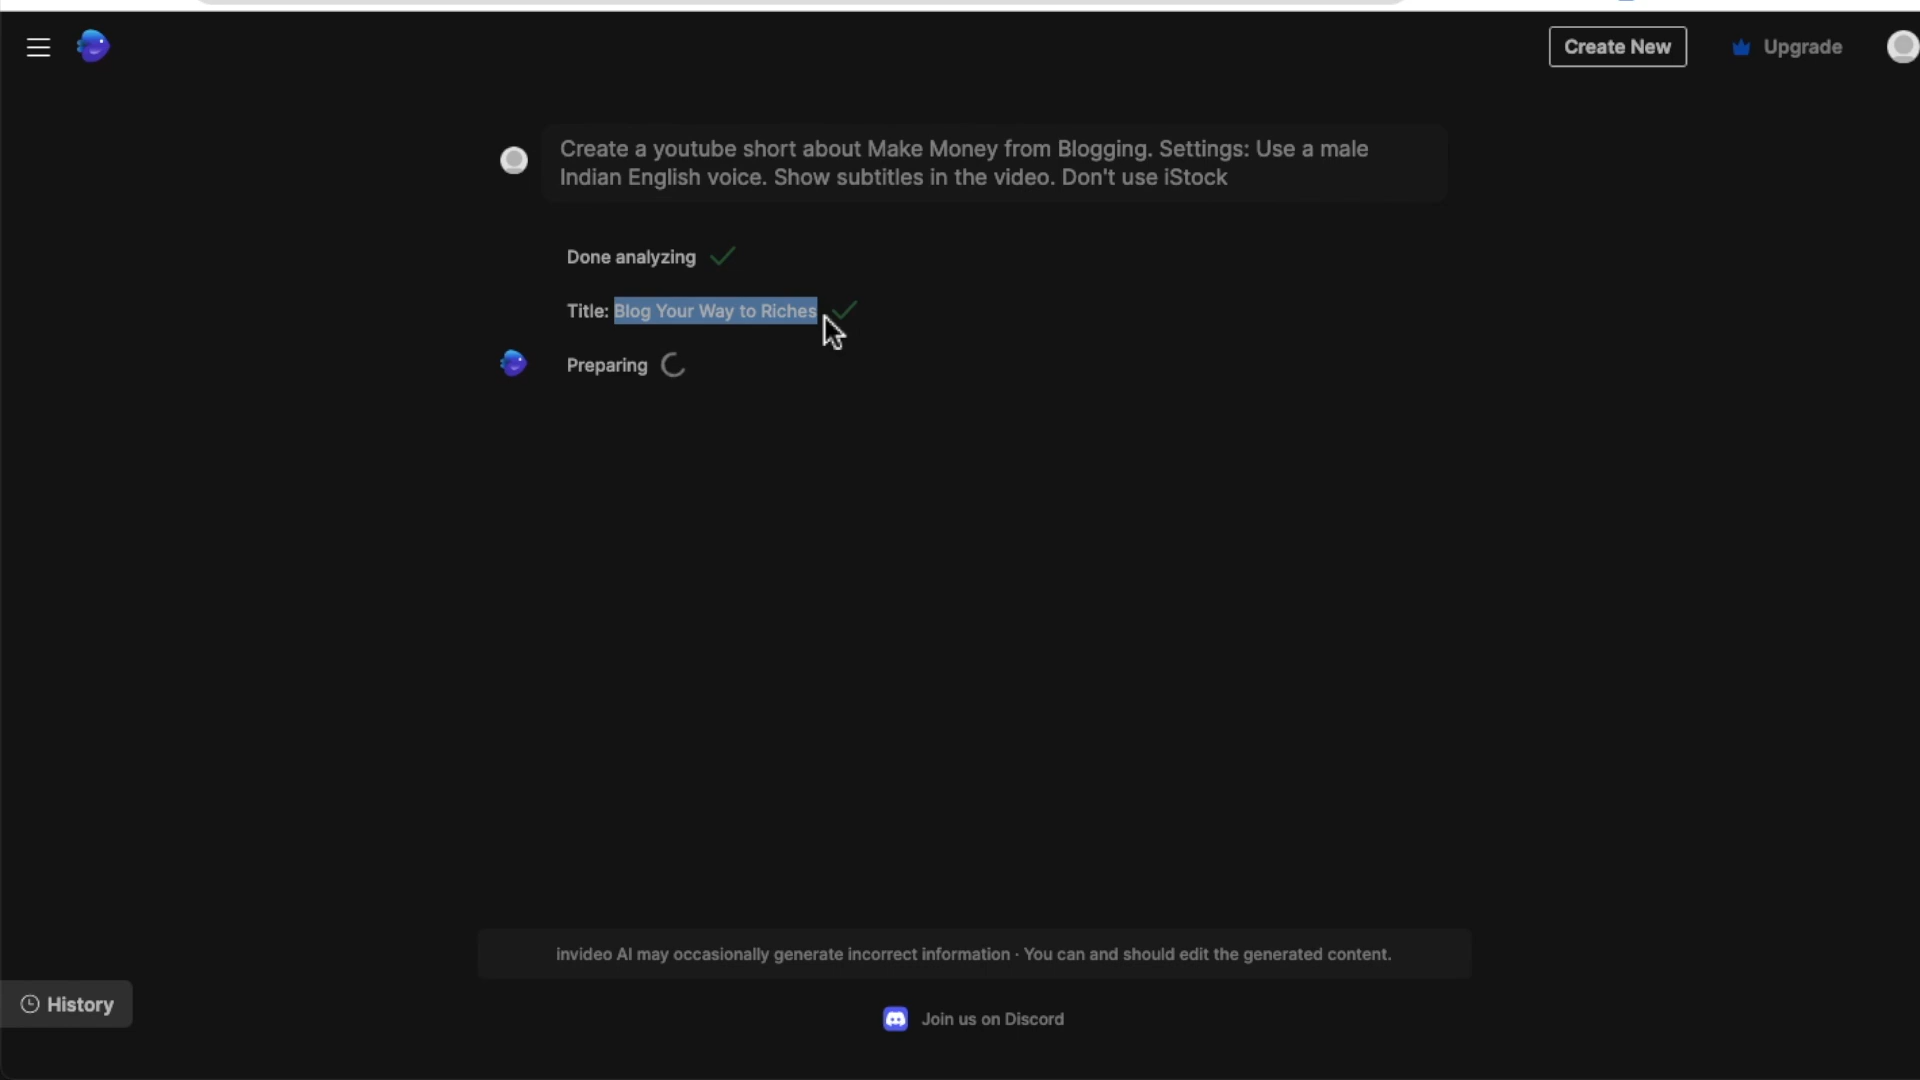 Create New
Upgrade
Create a youtube short about Make Money from Blogging. Settings: Use a male
Indian English voice. Show subtitles in the video. Don't use iStock
Done analyzing
Title: Blog Your Way to Riches
Preparing
invideo AI may occasionally generate incorrect information · You can and should edit the generated content.
History
Join us on Discord